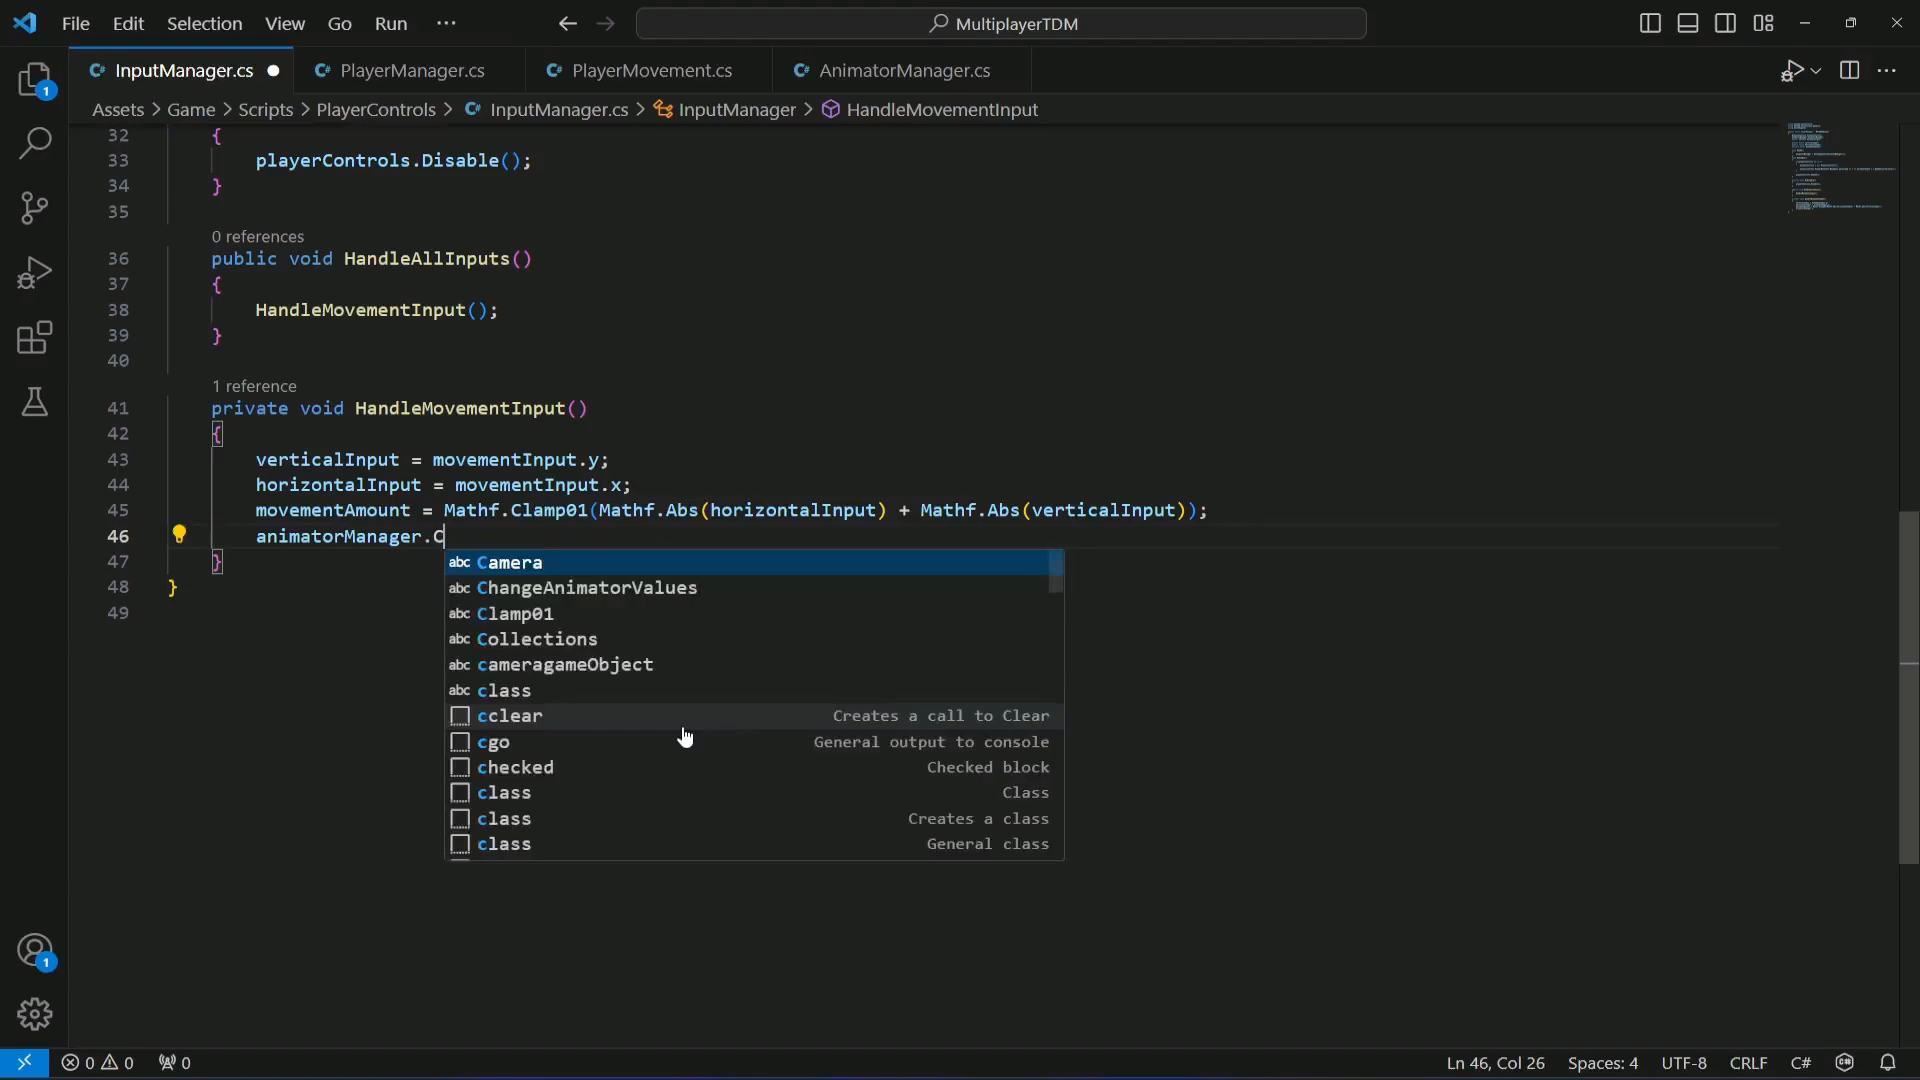 File Edit Selection View Go Run ··· MultiplayerTDM
InputManager.cs PlayerManager.cs PlayerMovement.cs AnimatorManager.cs
Assets > Game > Scripts > PlayerControls > InputManager.cs > InputManager > HandleMovementInput
32 {
33 playerControls.Disable();
34 }
35
0 references
36 public void HandleAllInputs()
37 {
38 HandleMovementInput();
39 }
40
1 reference
41 private void HandleMovementInput()
42 {
43 verticalInput = movementInput.y;
44 horizontalInput = movementInput.x;
45 movementAmount = Mathf.Clamp01(Mathf.Abs(horizontalInput) + Mathf.Abs(verticalInput));
46 animatorManager.C
47 }
48 }
49
abc Camera
abc ChangeAnimatorValues
abc Clamp01
abc Collections
abc cameragameObject
abc class
cclear Creates a call to Clear
cgo General output to console
checked Checked block
class Class
class Creates a class
class General class
1
1
0 0 0 Ln 46, Col 26 Spaces: 4 UTF-8 CRLF C#